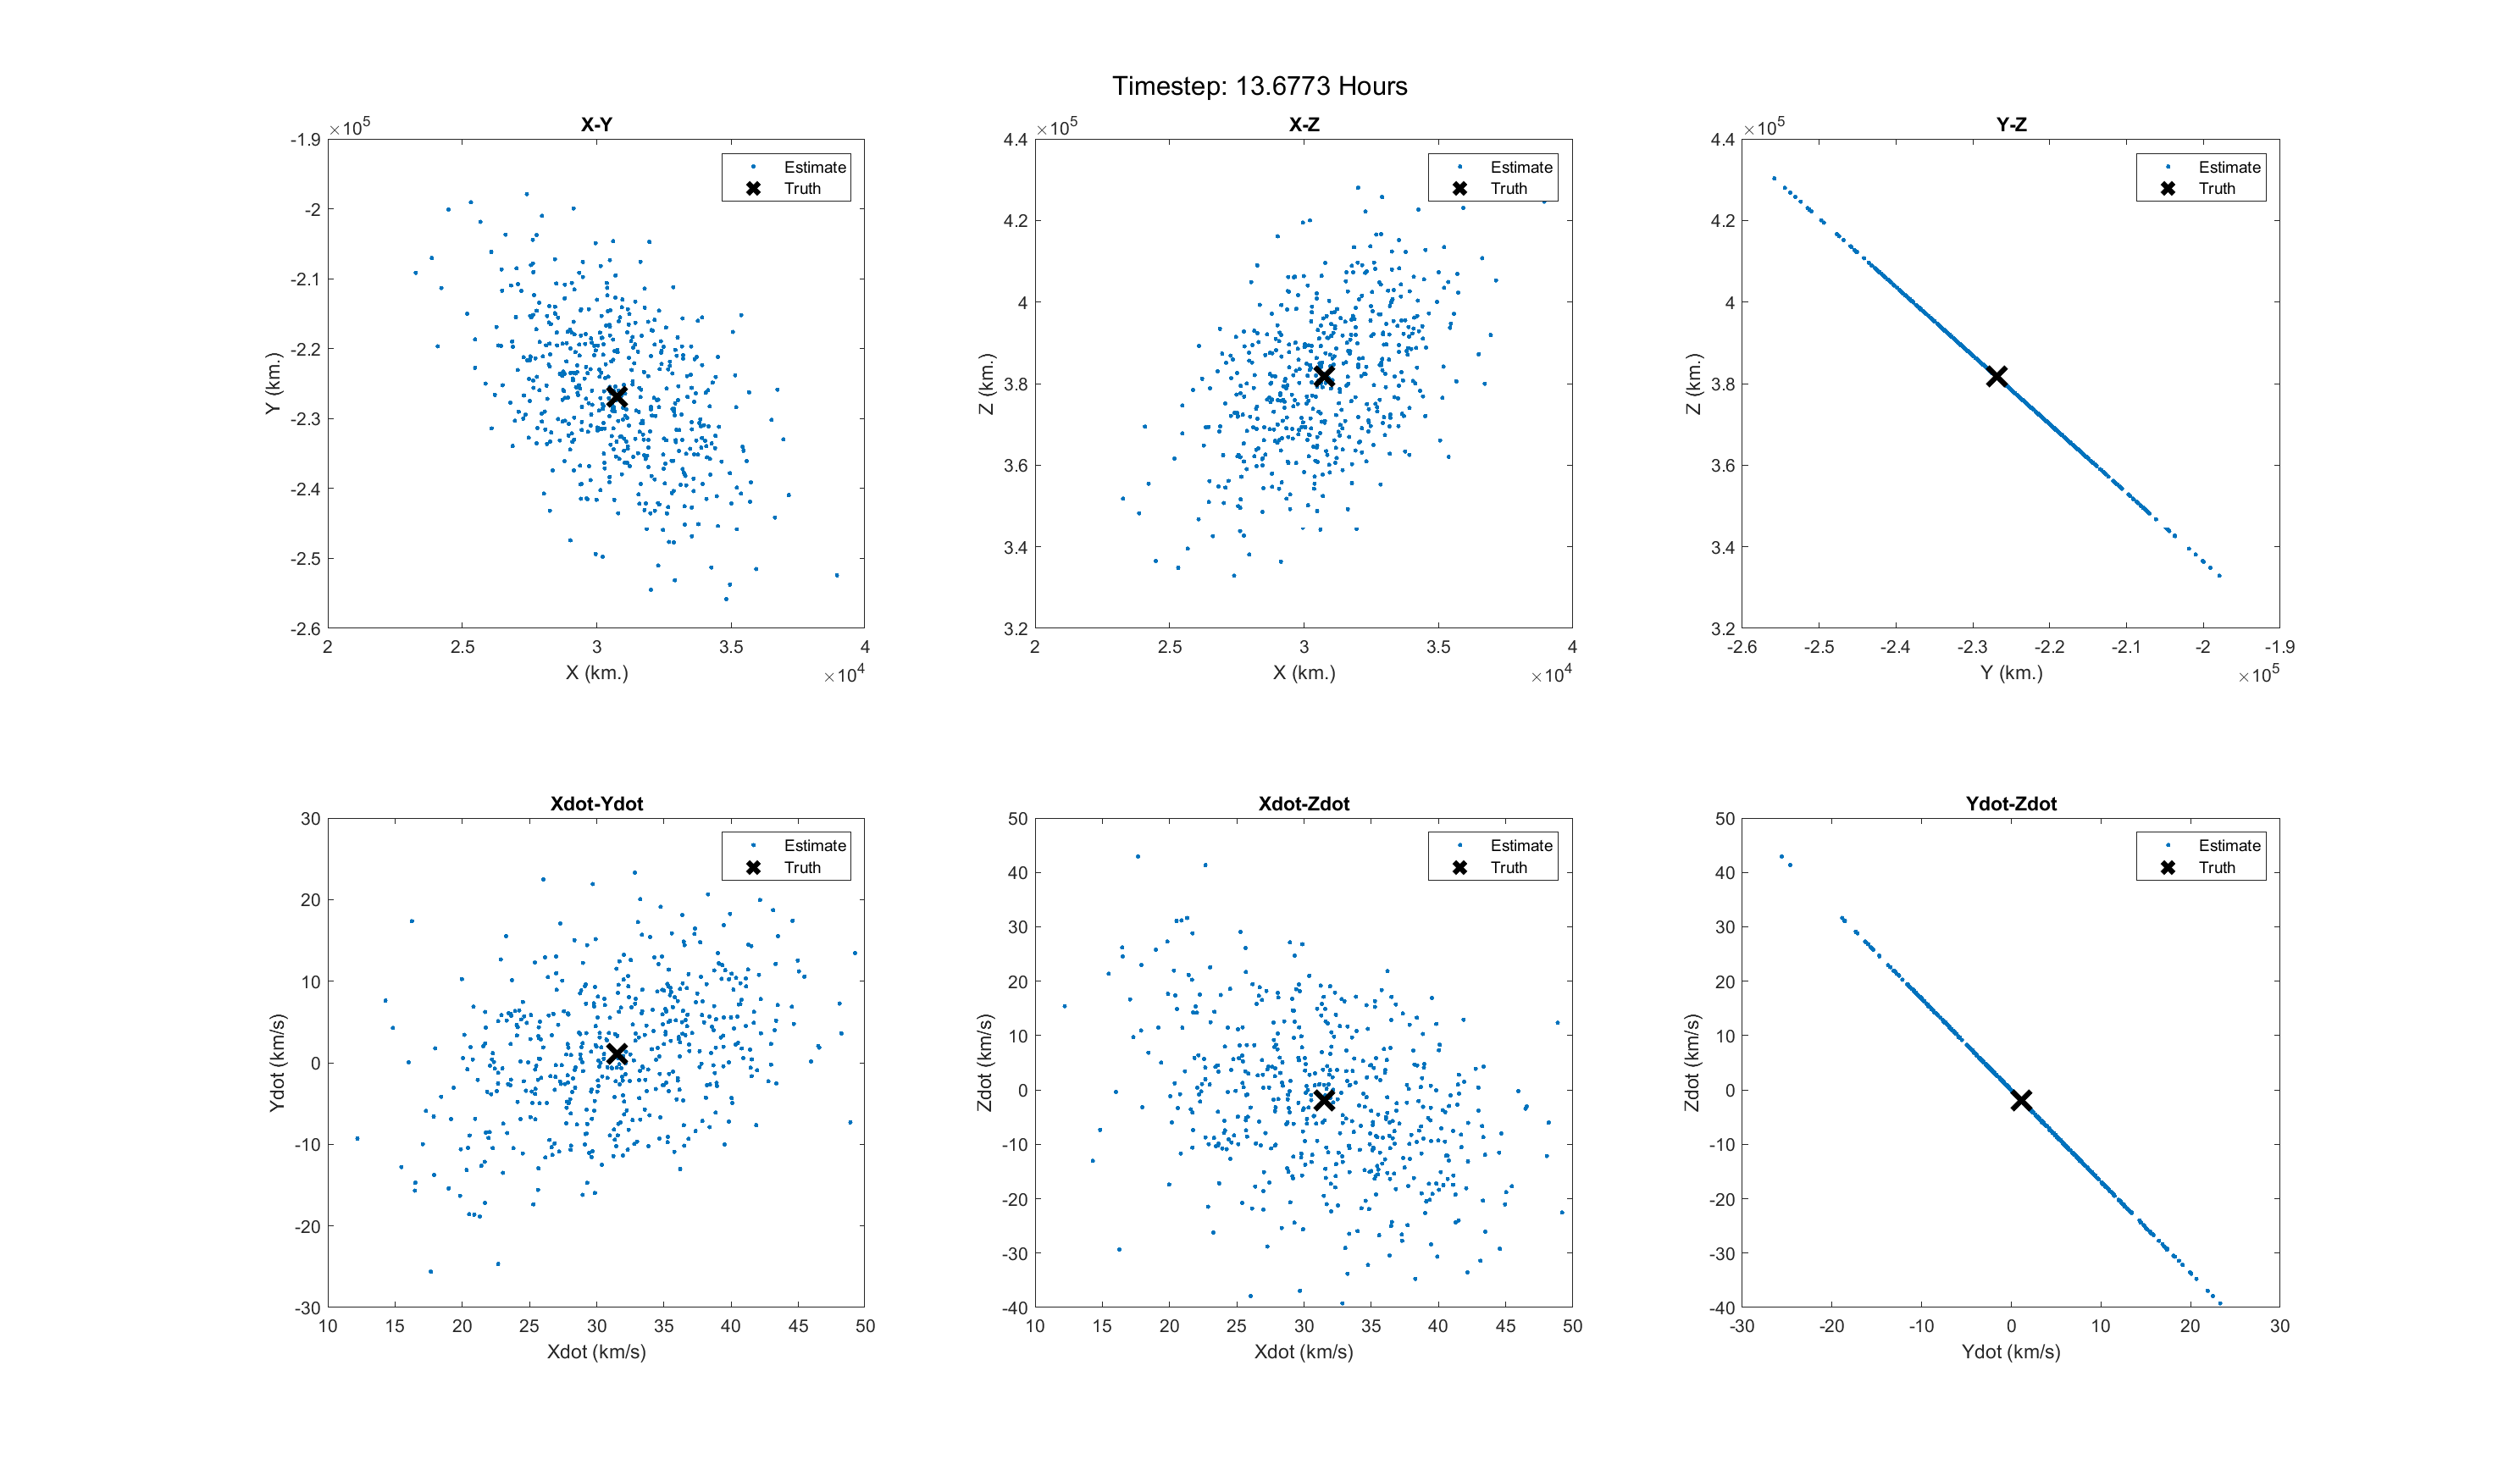 Timestep: 13.6773 Hours
X-Y
×10^5
-1.9
-2
-2.1
-2.2
-2.3
-2.4
-2.5
-2.6
Y (km.)
Estimate
Truth
2 2.5 3 3.5 4
X (km.)
×10^4
X-Z
×10^5
4.4
4.2
4
3.8
3.6
3.4
3.2
Z (km.)
Estimate
Truth
2 2.5 3 3.5 4
X (km.)
×10^4
Y-Z
×10^5
4.4
4.2
4
3.8
3.6
3.4
3.2
Z (km.)
Estimate
Truth
-2.6 -2.5 -2.4 -2.3 -2.2 -2.1 -2 -1.9
Y (km.)
×10^5
Xdot-Ydot
30
20
10
0
-10
-20
-30
Ydot (km/s)
Estimate
Truth
10 15 20 25 30 35 40 45 50
Xdot (km/s)
Xdot-Zdot
50
40
30
20
10
0
-10
-20
-30
-40
Zdot (km/s)
Estimate
Truth
10 15 20 25 30 35 40 45 50
Xdot (km/s)
Ydot-Zdot
50
40
30
20
10
0
-10
-20
-30
-40
Zdot (km/s)
Estimate
Truth
-30 -20 -10 0 10 20 30
Ydot (km/s)